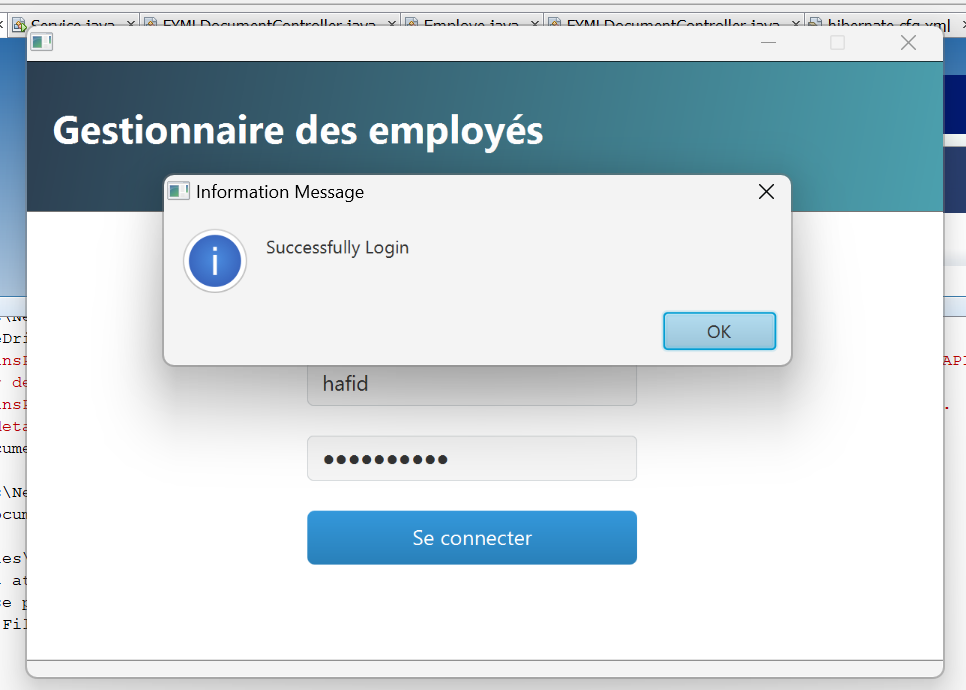 Service.java
FXMLDocumentController.java
Employe.java
FXMLDocumentController.java
hibernate.cfg.xml
Gestionnaire des employés
Information Message
Successfully Login
OK
hafid
Se connecter